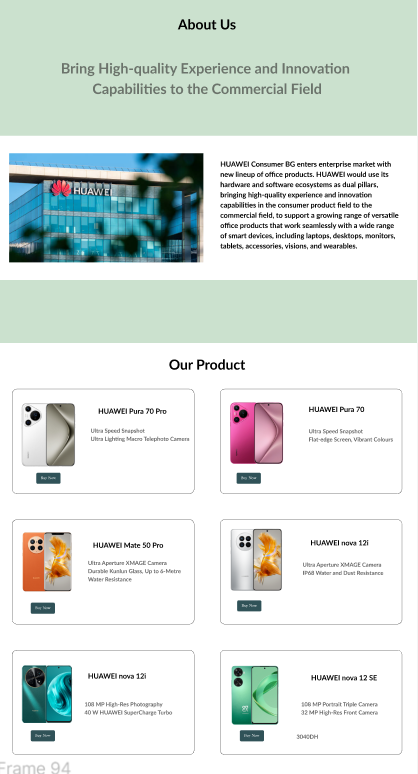 About Us
Bring High-quality Experience and Innovation
Capabilities to the Commercial Field
HUAWEI
HUAWEI Consumer BG enters enterprise market with
new lineup of office products. HUAWEI would use its
hardware and software ecosystems as dual pillars,
bringing high-quality experience and innovation
capabilities in the consumer product field to the
commercial field, to support a growing range of versatile
office products that work seamlessly with a wide range
of smart devices, including laptops, desktops, monitors,
tablets, accessories, visions, and wearables.
Our Product
HUAWEI Pura 70 Pro
Ultra Speed Snapshot
Ultra Lighting Macro Telephoto Camera
Buy Now
HUAWEI Pura 70
Ultra Speed Snapshot
Flat-edge Screen, Vibrant Colours
Buy Now
HUAWEI Mate 50 Pro
Ultra Aperture XMAGE Camera
Durable Kunlun Glass, Up to 6-Metre
Water Resistance
Buy Now
HUAWEI nova 12i
Ultra Aperture XMAGE Camera
IP68 Water and Dust Resistance
Buy Now
HUAWEI nova 12i
108 MP High-Res Photography
40 W HUAWEI SuperCharge Turbo
Buy Now
HUAWEI nova 12 SE
108 MP Portrait Triple Camera
32 MP High-Res Front Camera
Buy Now
3040DH
Frame 94